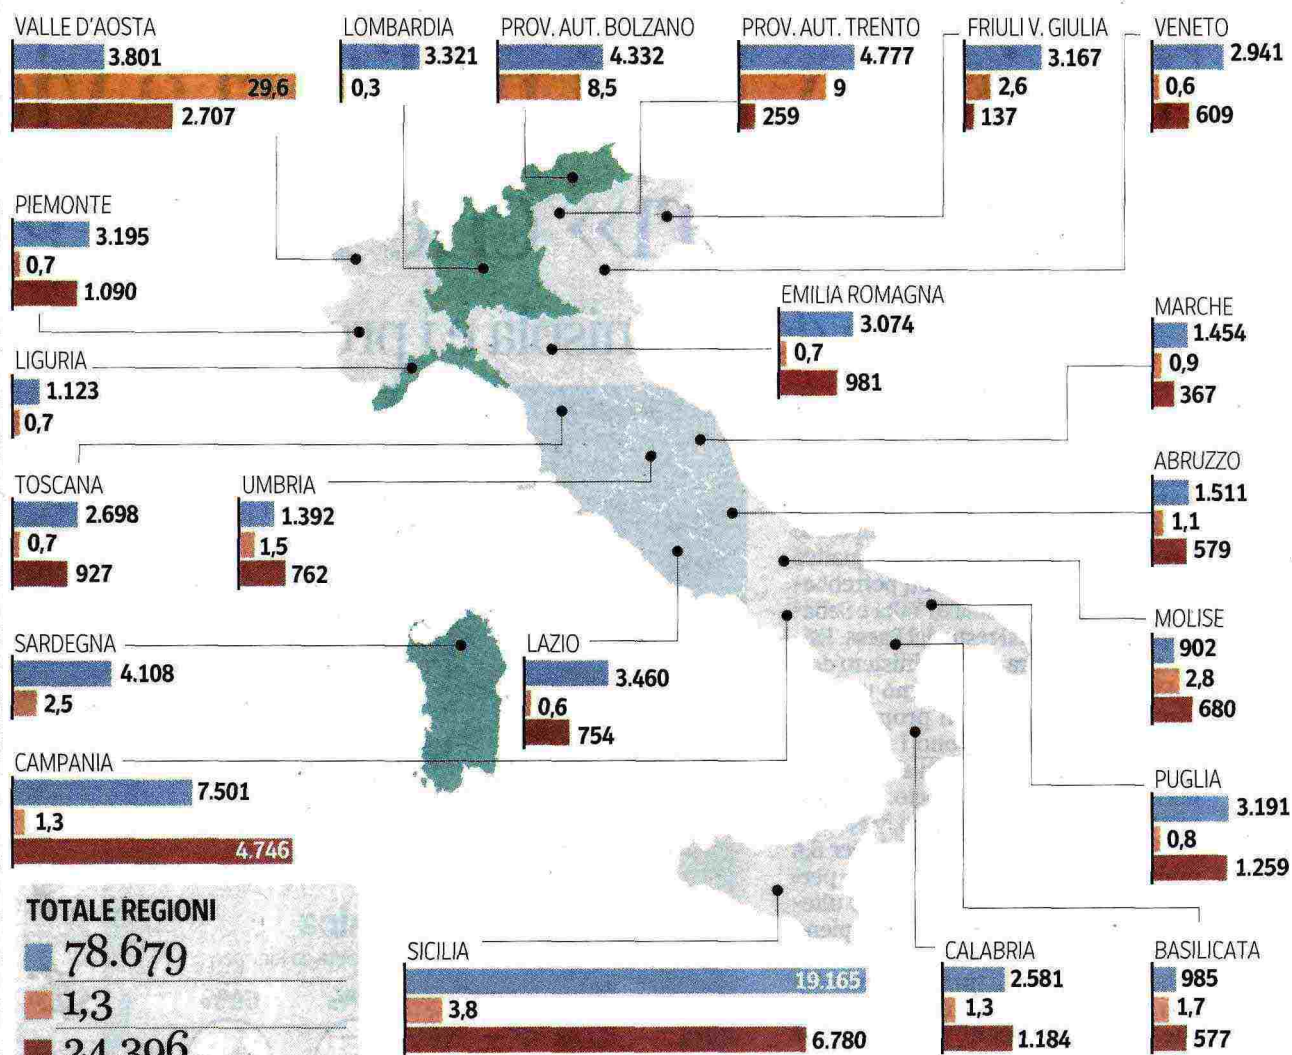 VALLE D'AOSTA
3.801
29,6
2.707
LOMBARDIA
3.321
0,3
PROV. AUT. BOLZANO
4.332
8,5
PROV. AUT. TRENTO
4.777
9
259
FRIULI V. GIULIA
3.167
2,6
137
VENETO
2.941
0,6
609
PIEMONTE
3.195
0,7
1.090
EMILIA ROMAGNA
3.074
0,7
981
MARCHE
1.454
0,9
367
LIGURIA
1.123
0,7
TOSCANA
2.698
0,7
927
UMBRIA
1.392
1,5
762
ABRUZZO
1.511
1,1
579
SARDEGNA
4.108
2,5
LAZIO
3.460
0,6
754
MOLISE
902
2,8
680
CAMPANIA
7.501
1,3
4.746
PUGLIA
3.191
0,8
1.259
TOTALE REGIONI
78.679
1,3
24.396
SICILIA
19.165
3,8
6.780
CALABRIA
2.581
1,3
1.184
BASILICATA
985
1,7
577